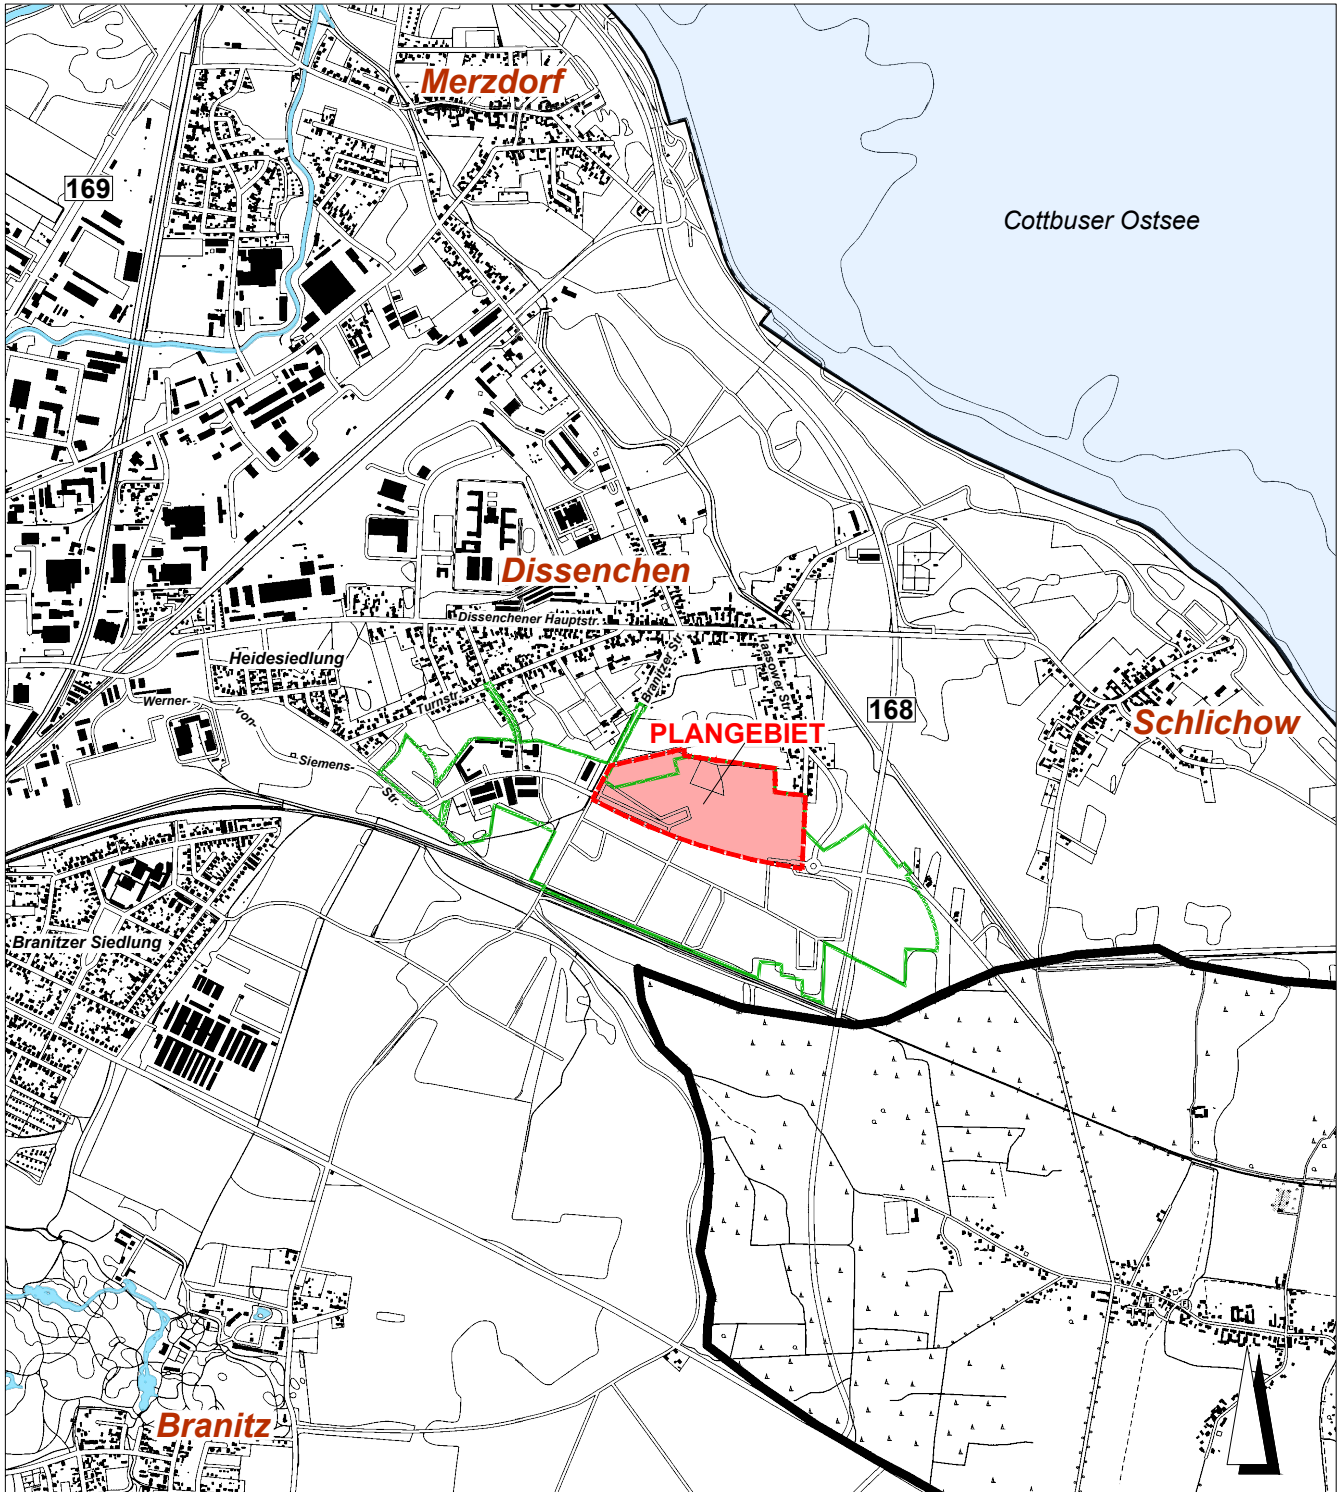 Merzdorf
169
Cottbuser Ostsee
Dissenchen
Dissenchener Hauptstr.
Heidesiedlung
Branitzer Str.
Haasower Str.
Turnstr.
Werner-
von-
Siemens-
Str.
168
Schlichow
PLANGEBIET
Branitzer Siedlung
Branitz